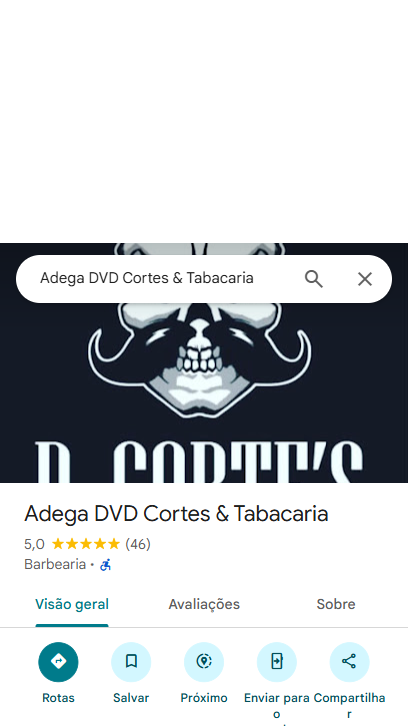 Adega DVD Cortes & Tabacaria
D. CORTE'S
Adega DVD Cortes & Tabacaria
5,0 (46)
Barbearia ·
Visão geral Avaliações Sobre
Rotas Salvar Próximo Enviar para o Compartilhar